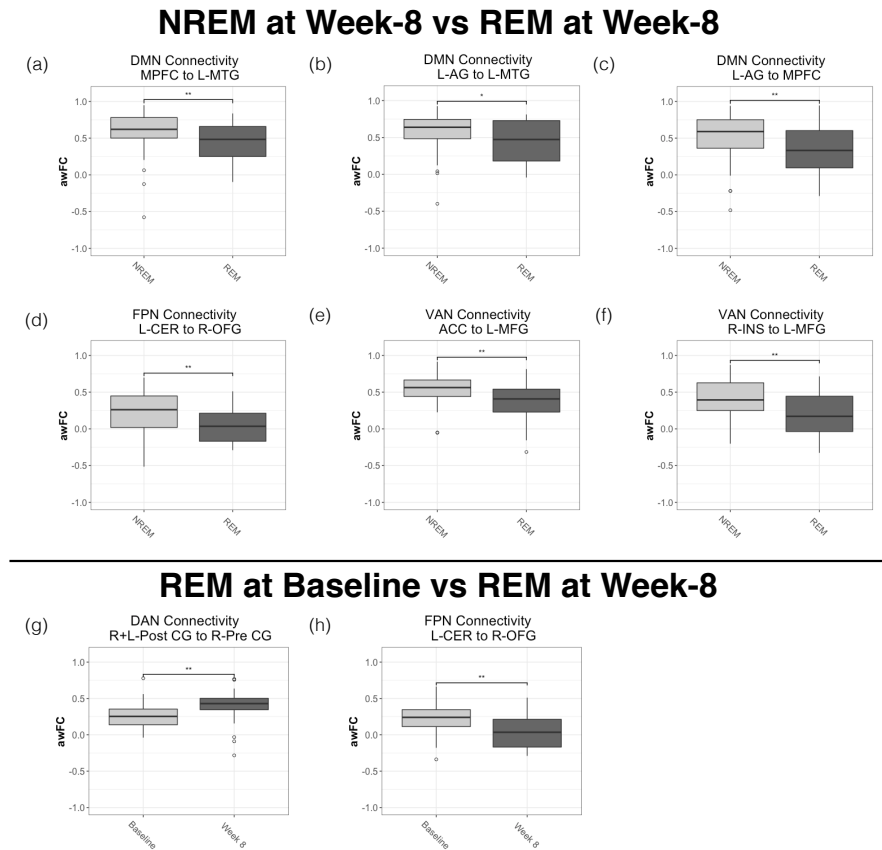 NREM at Week-8 vs REM at Week-8
(a)
DMN Connectivity
MPFC to L-MTG
**
1.0
0.5
0.0
-0.5
-1.0
awFC
NREM
REM
(b)
DMN Connectivity
L-AG to L-MTG
*
1.0
0.5
0.0
-0.5
-1.0
awFC
NREM
REM
(c)
DMN Connectivity
L-AG to MPFC
**
1.0
0.5
0.0
-0.5
-1.0
awFC
NREM
REM
(d)
FPN Connectivity
L-CER to R-OFG
**
1.0
0.5
0.0
-0.5
-1.0
awFC
NREM
REM
(e)
VAN Connectivity
ACC to L-MFG
**
1.0
0.5
0.0
-0.5
-1.0
awFC
NREM
REM
(f)
VAN Connectivity
R-INS to L-MFG
**
1.0
0.5
0.0
-0.5
-1.0
awFC
NREM
REM
REM at Baseline vs REM at Week-8
(g)
DAN Connectivity
R+L-Post CG to R-Pre CG
**
1.0
0.5
0.0
-0.5
-1.0
awFC
Baseline
Week 8
(h)
FPN Connectivity
L-CER to R-OFG
**
1.0
0.5
0.0
-0.5
-1.0
awFC
Baseline
Week 8